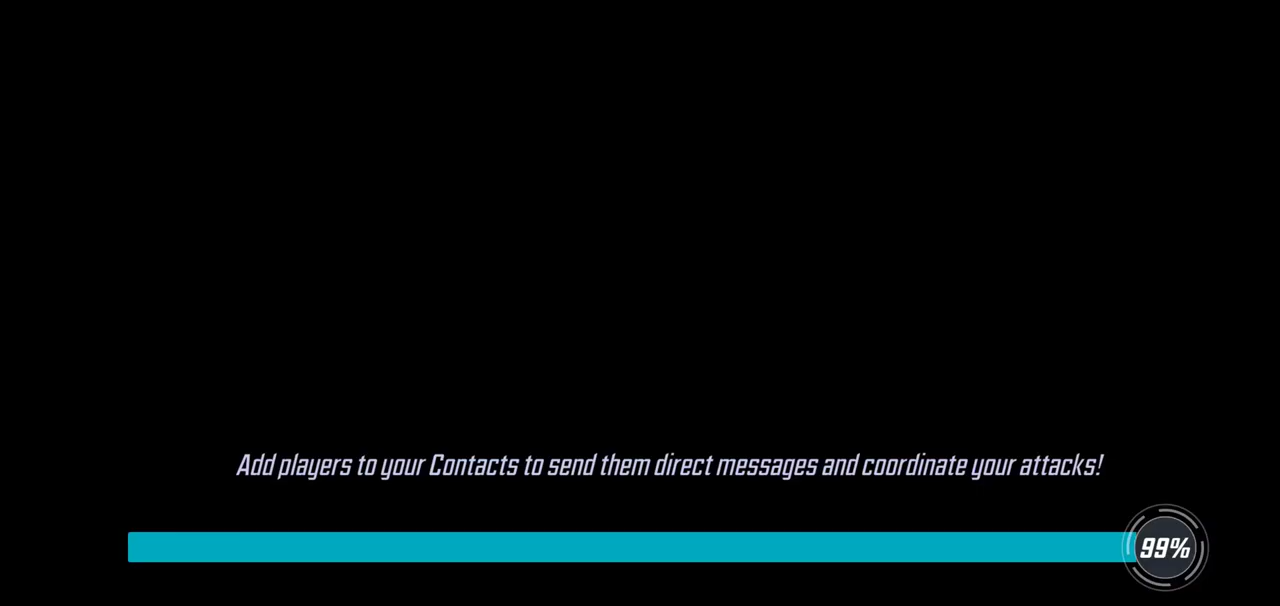 Add players to your Contacts to send them direct messages and coordinate your attacks!
99%